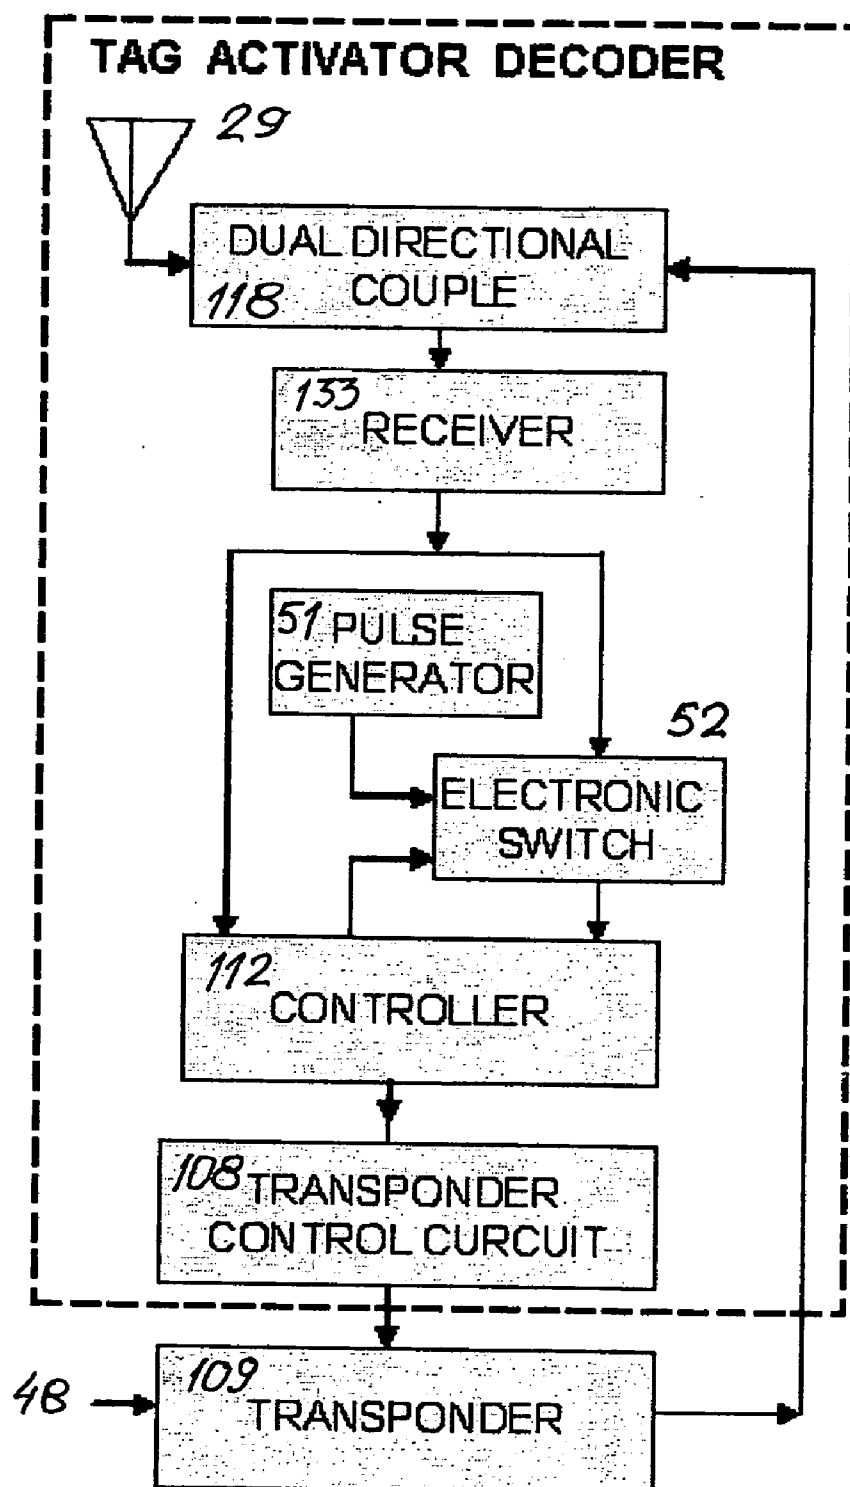 TAG ACTIVATOR DECODER
29
DUAL DIRECTIONAL
COUPLE
118
133
RECEIVER
51 PULSE
GENERATOR
52
ELECTRONIC
SWITCH
112
CONTROLLER
108 TRANSPONDER
CONTROL CURCUIT
48
109
TRANSPONDER